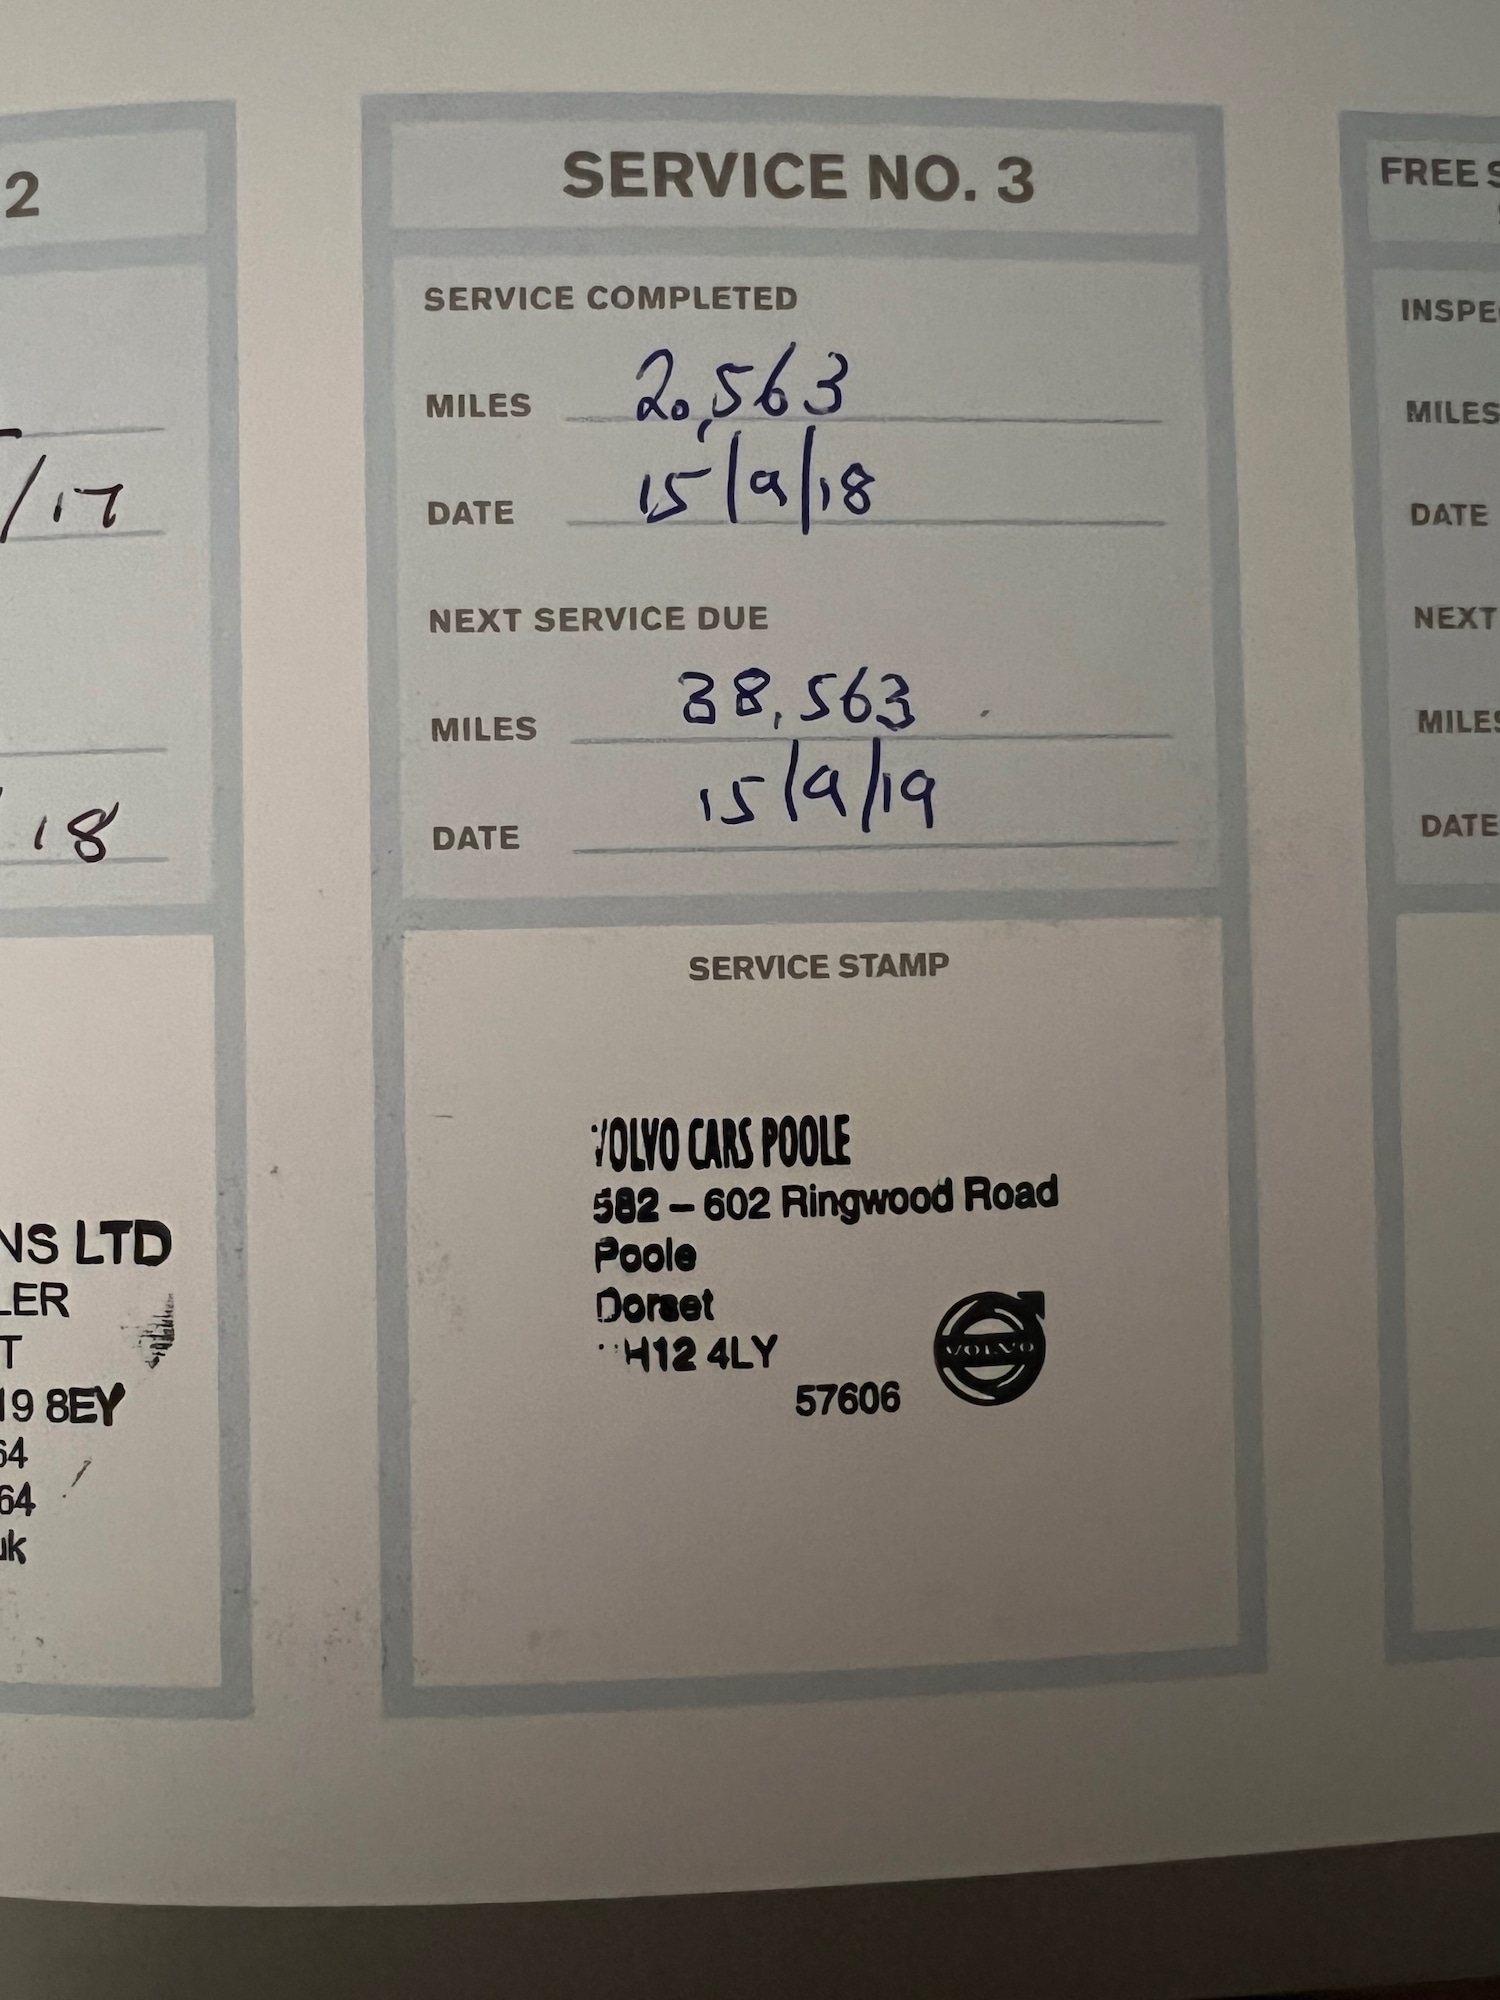 2
/17
18
NS LTD
LER
T
19 8EY
64
64
uk
SERVICE NO. 3
SERVICE COMPLETED
MILES 20,563
DATE 15/9/18
NEXT SERVICE DUE
MILES 38,563
DATE 15/9/19
SERVICE STAMP
VOLVO CARS POOLE
582 – 602 Ringwood Road
Poole
Dorset
H12 4LY
57606
VOLVO
FREE S
INSPE
MILES
DATE
NEXT
MILES
DATE